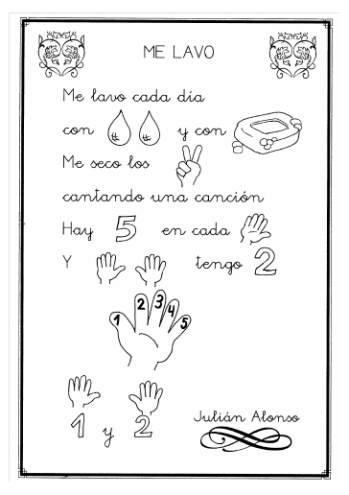 ME LAVO
Me lavo cada día
con y con
Me seco los
cantando una canción
Hay 5 en cada
Y tengo 2
1 2 3 4 5
1 y 2
Julián Alonso